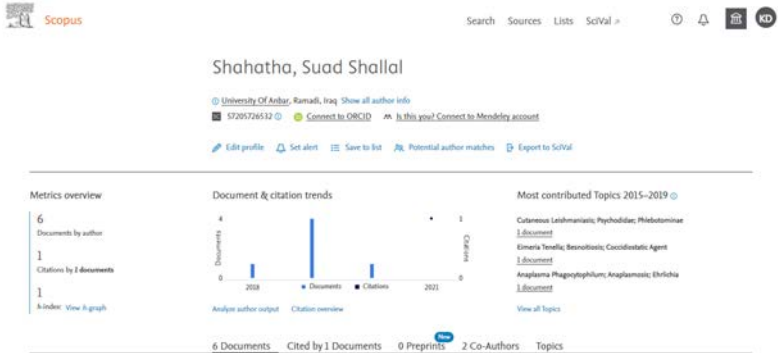 Scopus
Search Sources Lists SciVal
KD
Shahatha, Suad Shallal
University Of Anbar, Ramadi, Iraq Show all author info
57205726532 Connect to ORCID Is this you? Connect to Mendeley account
Edit profile Set alert Save to list Potential author matches Export to SciVal
Metrics overview
6
Documents by author
1
Citations by 1 documents
1
h-index: View h-graph
Document & citation trends
4
Documents
0
1
Citations
0
2018
2021
Documents Citations
Analyze author output Citation overview
Most contributed Topics 2015–2019
Cutaneous Leishmaniasis; Psychodidae; Phlebotominae
1 document
Eimeria Tenella; Besnoitiosis; Coccidiostatic Agent
1 document
Anaplasma Phagocytophilum; Anaplasmosis; Ehrlichia
1 document
View all Topics
New
6 Documents Cited by 1 Documents 0 Preprints 2 Co-Authors Topics